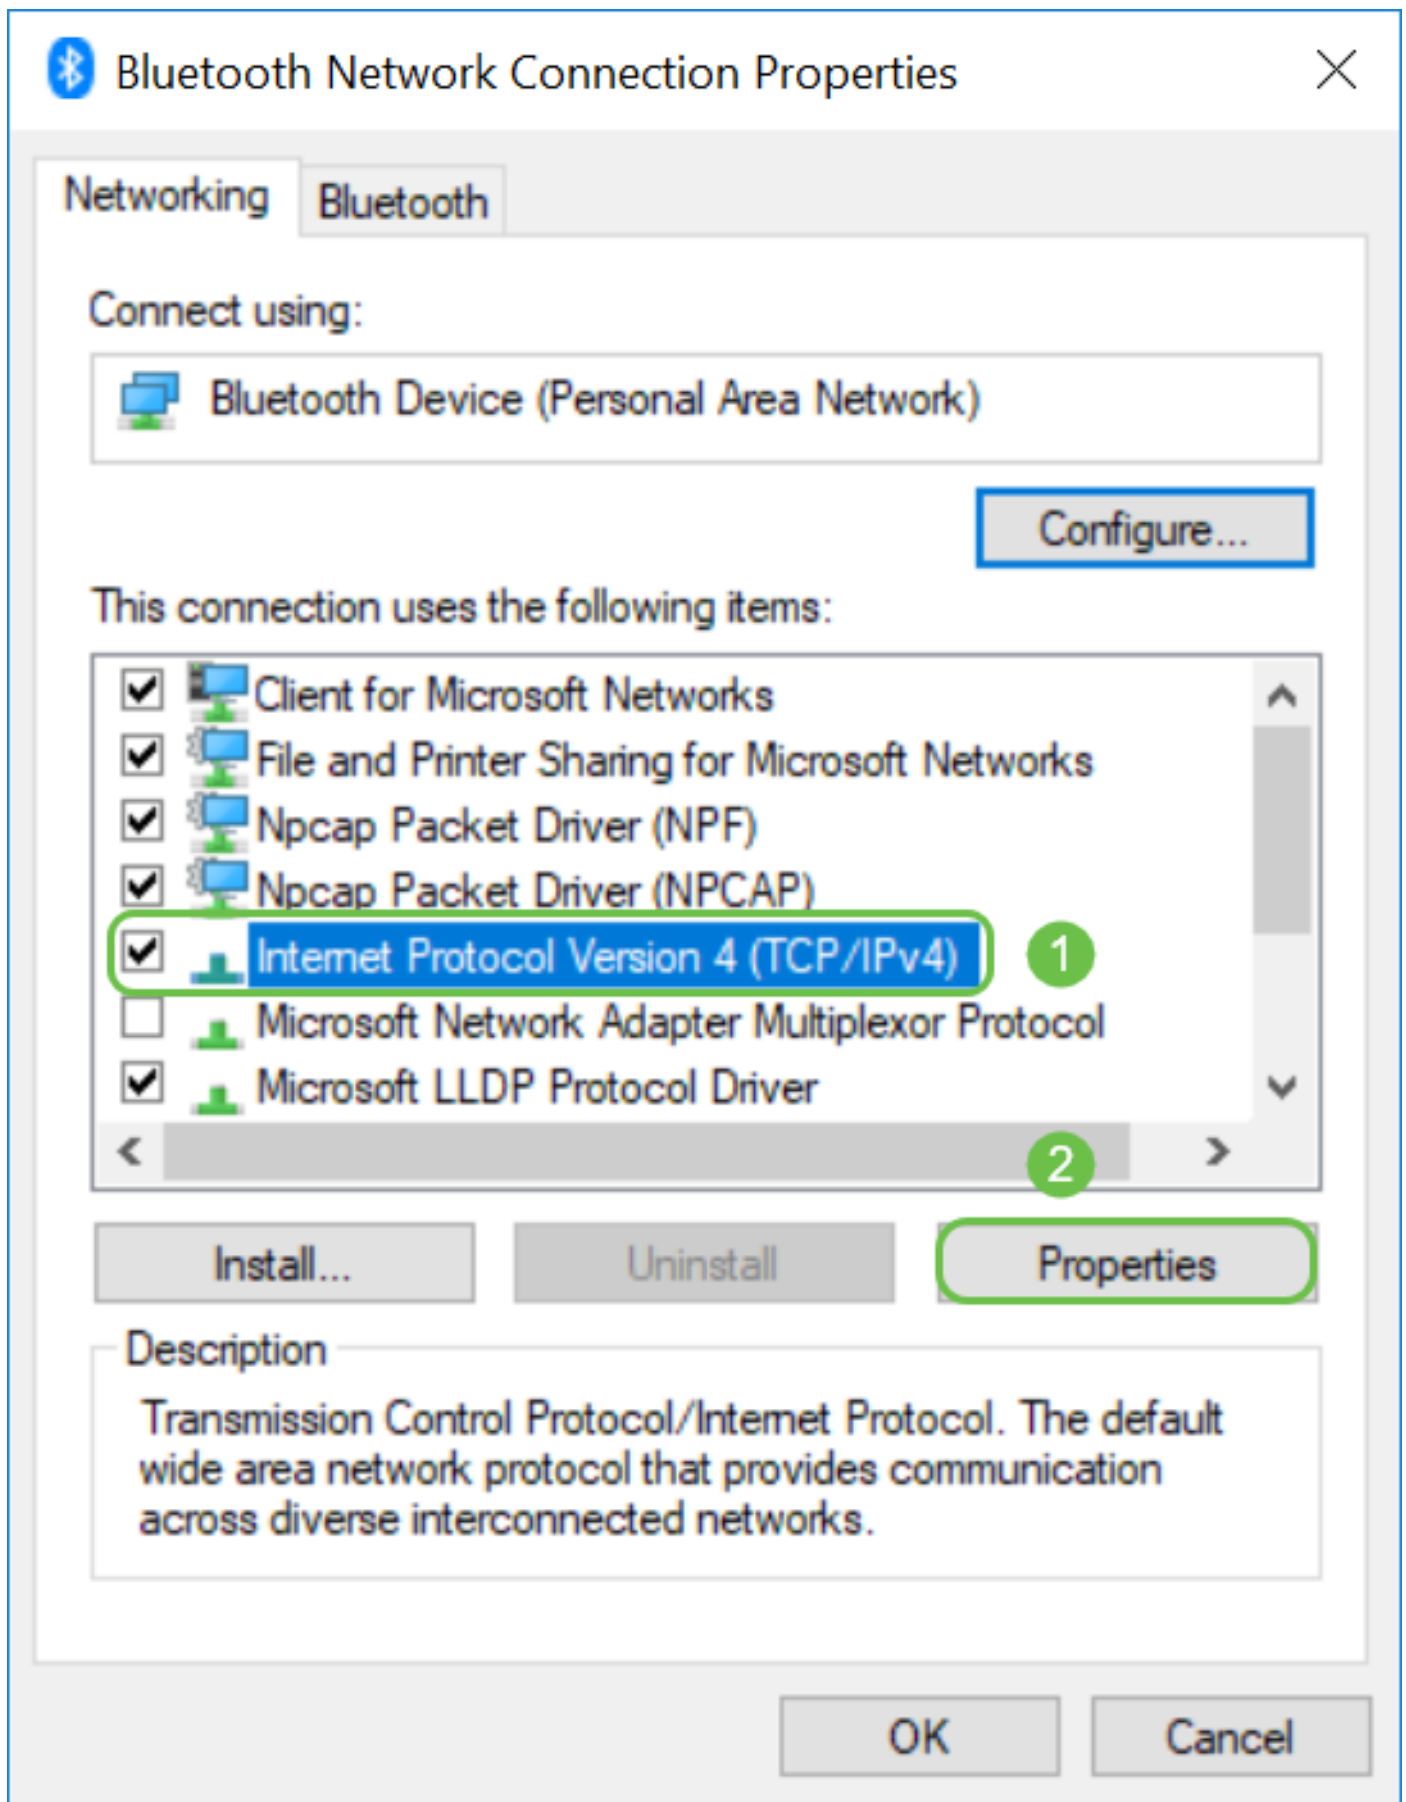 Bluetooth Network Connection Properties
Networking
Bluetooth
Connect using:
Bluetooth Device (Personal Area Network)
Configure...
This connection uses the following items:
Client for Microsoft Networks
File and Printer Sharing for Microsoft Networks
Npcap Packet Driver (NPF)
Npcap Packet Driver (NPCAP)
Internet Protocol Version 4 (TCP/IPv4)
1
Microsoft Network Adapter Multiplexor Protocol
Microsoft LLDP Protocol Driver
2
Install...
Uninstall
Properties
Description
Transmission Control Protocol/Internet Protocol. The default
wide area network protocol that provides communication
across diverse interconnected networks.
OK
Cancel